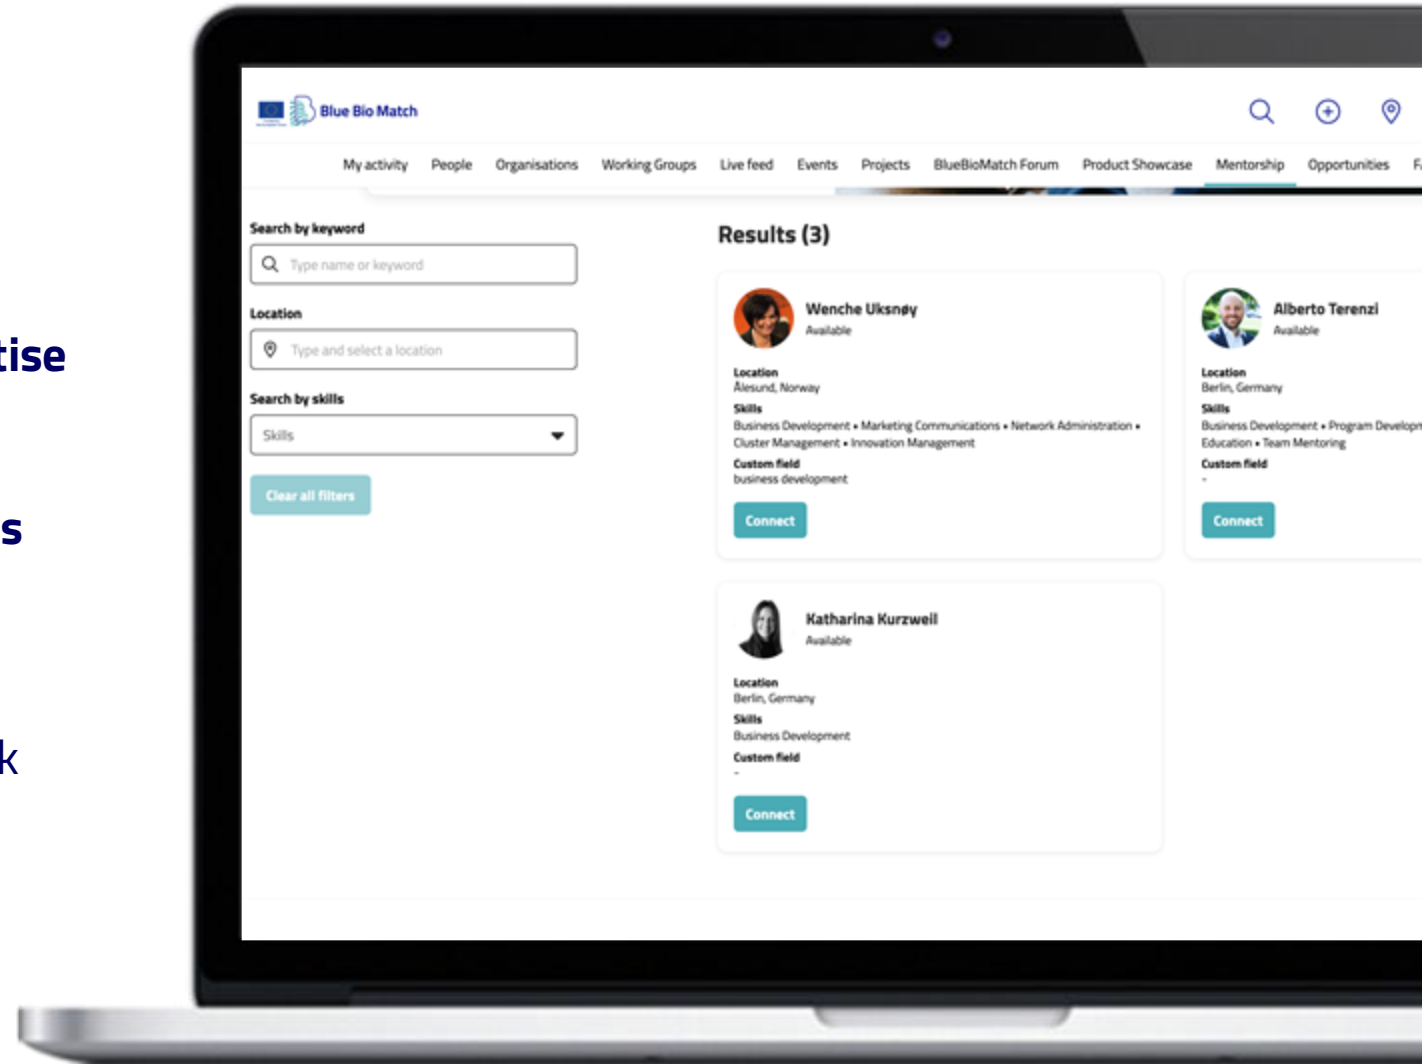 tise
s
k
Blue Bio Match
My activity People Organisations Working Groups Live feed Events Projects BlueBioMatch Forum Product Showcase Mentorship Opportunities Fa
Search by keyword
Type name or keyword
Location
Type and select a location
Search by skills
Skills
Clear all filters
Results (3)
Wenche Uksnøy
Available
Location
Ålesund, Norway
Skills
Business Development • Marketing Communications • Network Administration •
Cluster Management • Innovation Management
Custom field
business development
Connect
Alberto Terenzi
Available
Location
Berlin, Germany
Skills
Business Development • Program Developm
Education • Team Mentoring
Custom field
-
Connect
Katharina Kurzweil
Available
Location
Berlin, Germany
Skills
Business Development
Custom field
-
Connect